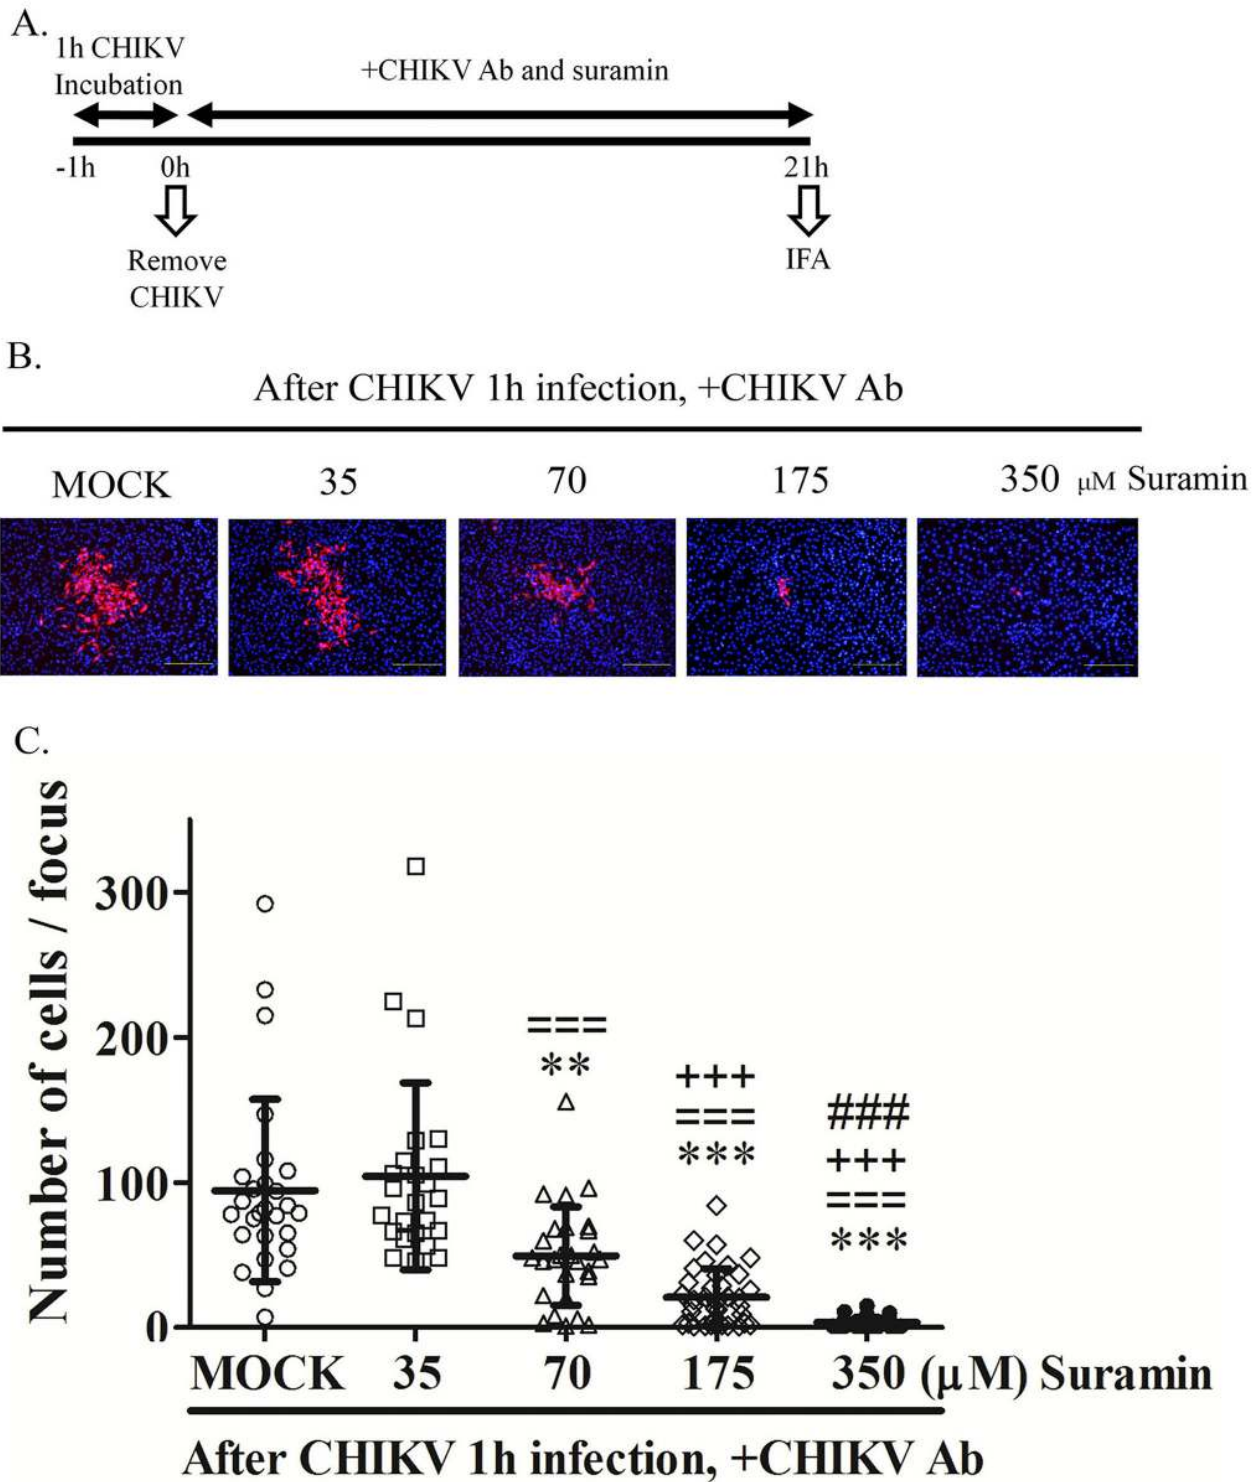 A.
1h CHIKV
Incubation
+CHIKV Ab and suramin
-1h 0h 21h
Remove
CHIKV
IFA
B.
After CHIKV 1h infection, +CHIKV Ab
MOCK 35 70 175 350 μM Suramin
C.
Number of cells / focus
300
200
100
0
===
**
+++
===
***
###
+++
===
***
MOCK 35 70 175 350 (μM) Suramin
After CHIKV 1h infection, +CHIKV Ab